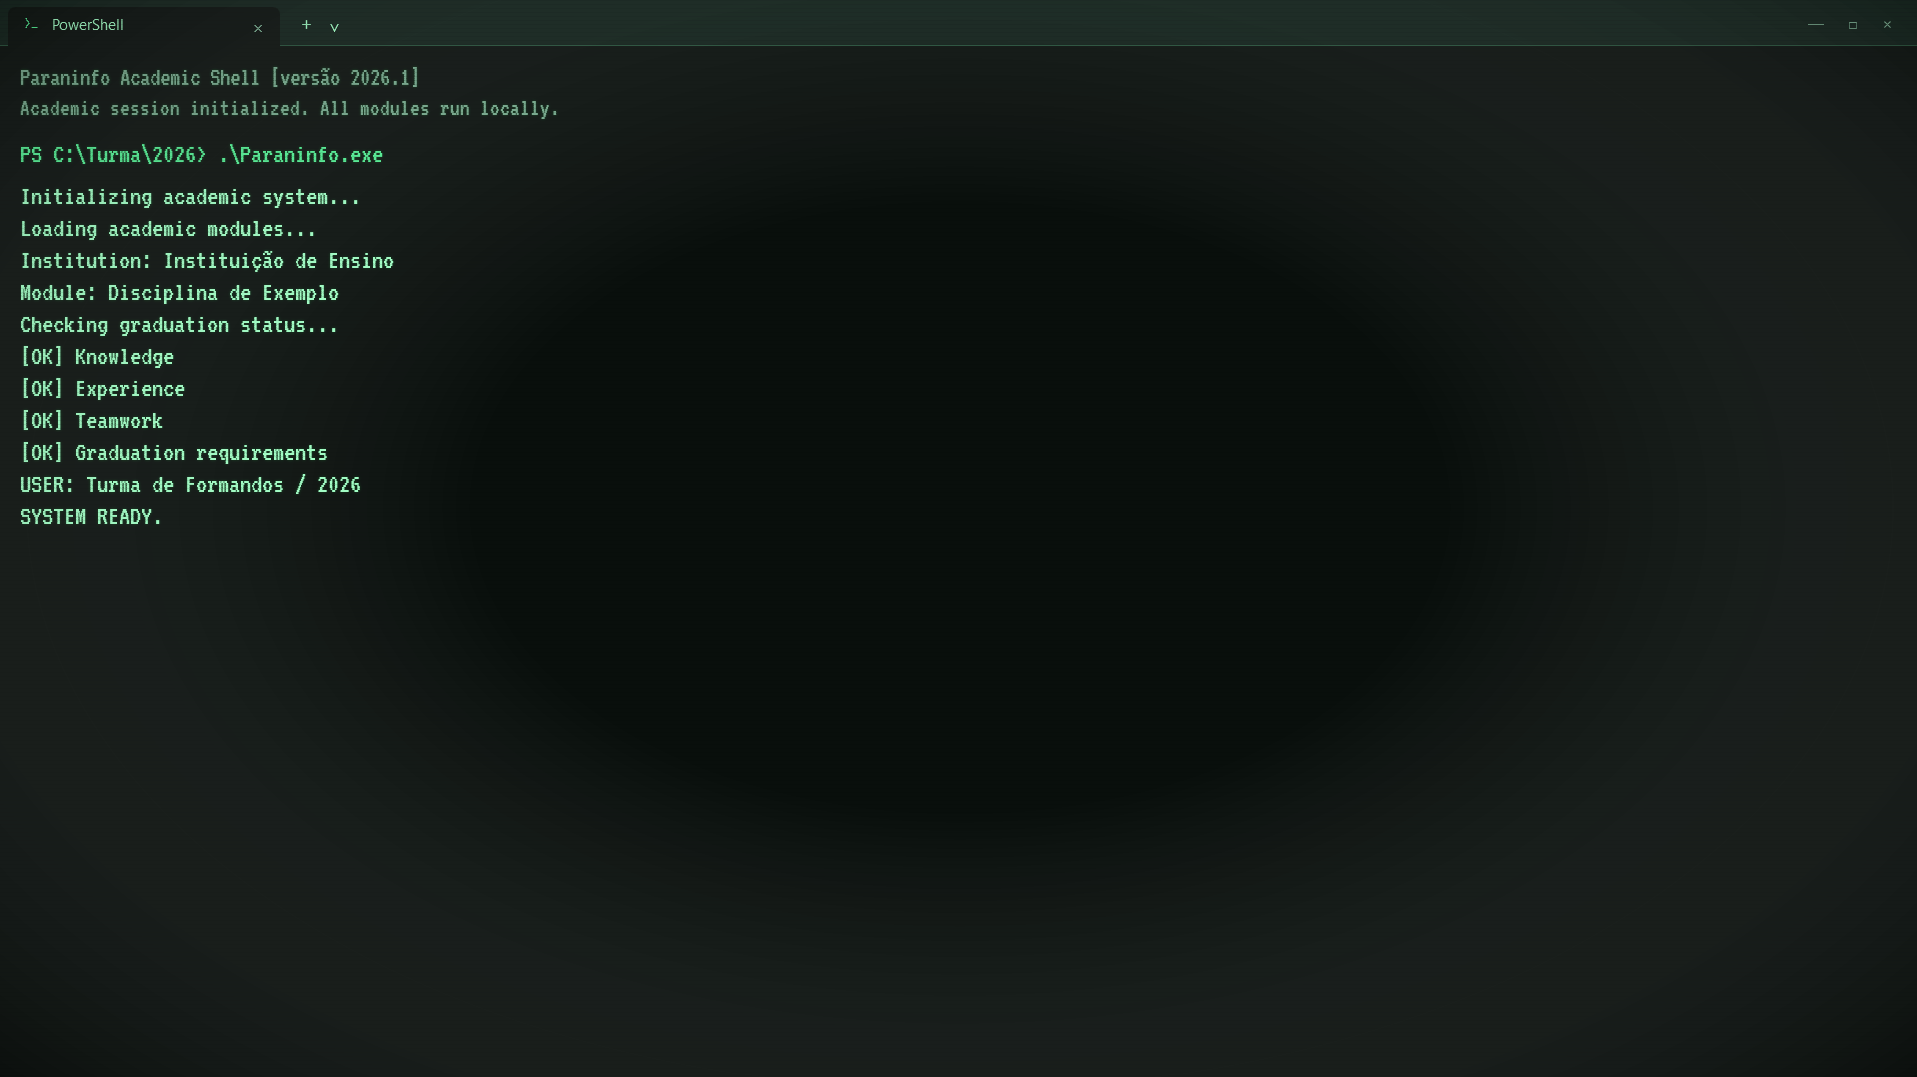 PowerShell
Paraninfo Academic Shell [versão 2026.1]
Academic session initialized. All modules run locally.
PS C:\Turma\2026> .\Paraninfo.exe
Initializing academic system...
Loading academic modules...
Institution: Instituição de Ensino
Module: Disciplina de Exemplo
Checking graduation status...
[OK] Knowledge
[OK] Experience
[OK] Teamwork
[OK] Graduation requirements
USER: Turma de Formandos / 2026
SYSTEM READY.